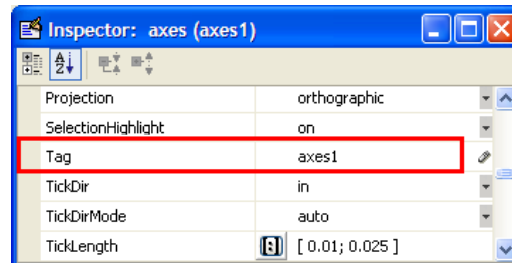 Inspector: axes (axes1)
Projection orthographic
SelectionHighlight on
Tag axes1
TickDir in
TickDirMode auto
TickLength [ 0.01; 0.025 ]